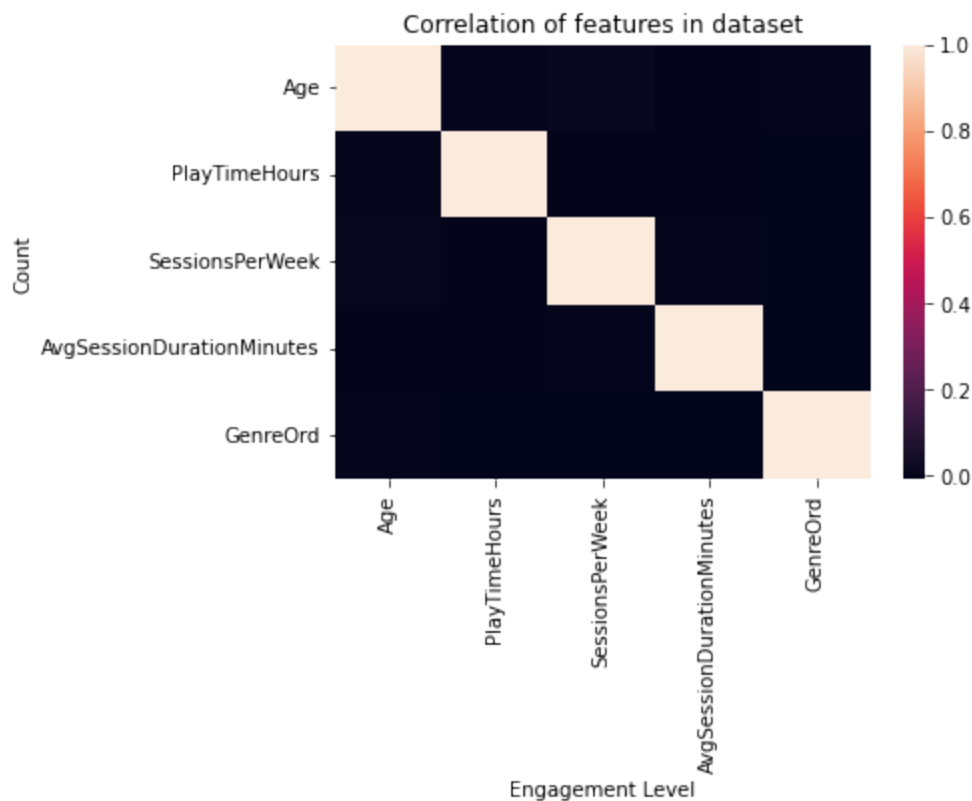 Correlation of features in dataset
Count
Age
PlayTimeHours
SessionsPerWeek
AvgSessionDurationMinutes
GenreOrd
1.0
0.8
0.6
0.4
0.2
0.0
Age
PlayTimeHours
SessionsPerWeek
AvgSessionDurationMinutes
GenreOrd
Engagement Level